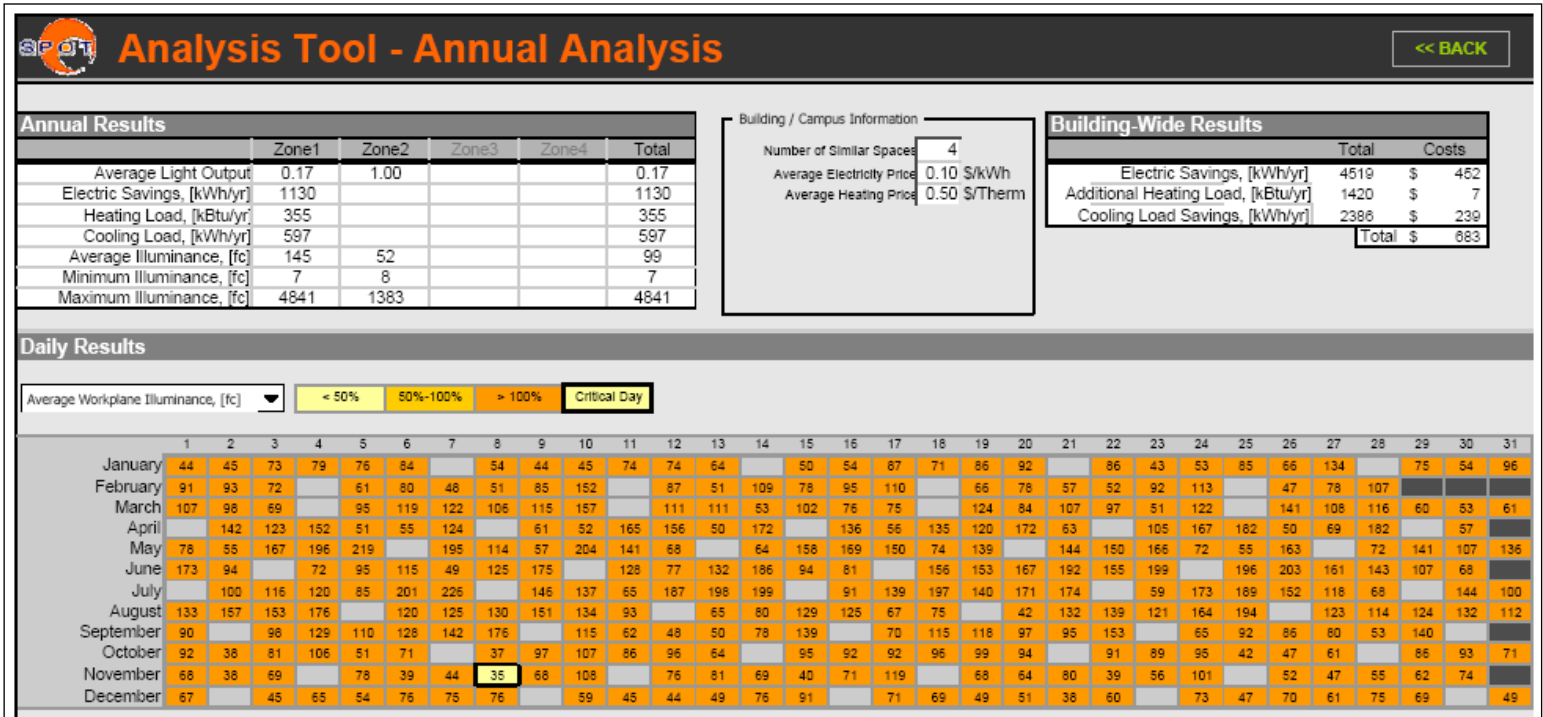 SPOT Analysis Tool - Annual Analysis << BACK
Annual Results
Zone1 Zone2 Zone3 Zone4 Total
Average Light Output 0.17 1.00 0.17
Electric Savings, [kWh/yr] 1130 1130
Heating Load, [kBtu/yr] 355 355
Cooling Load, [kWh/yr] 597 597
Average Illuminance, [fc] 145 52 99
Minimum Illuminance, [fc] 7 8 7
Maximum Illuminance, [fc] 4841 1383 4841
Building / Campus Information
Number of Similar Spaces 4
Average Electricity Price 0.10 $/kWh
Average Heating Price 0.50 $/Therm
Building-Wide Results
Total Costs
Electric Savings, [kWh/yr] 4519 $ 452
Additional Heating Load, [kBtu/yr] 1420 $ 7
Cooling Load Savings, [kWh/yr] 2386 $ 239
Total $ 683
Daily Results
Average Workplane Illuminance, [fc] < 50% 50%-100% > 100% Critical Day
1 2 3 4 5 6 7 8 9 10 11 12 13 14 15 16 17 18 19 20 21 22 23 24 25 26 27 28 29 30 31
January 44 45 73 79 76 84 54 44 45 74 74 64 50 54 87 71 86 92 86 43 53 85 66 134 75 54 96
February 91 93 72 61 80 48 51 85 152 87 51 109 78 95 110 66 78 57 52 92 113 47 78 107
March 107 98 69 95 119 122 106 115 157 111 111 53 102 76 75 124 84 107 97 51 122 141 108 116 60 53 61
April 142 123 152 51 55 124 61 52 165 156 50 172 136 56 135 120 172 63 105 167 182 50 69 182 57
May 78 55 167 196 219 195 114 57 204 141 68 64 158 169 150 74 139 144 150 166 72 55 163 72 141 107 136
June 173 94 72 95 115 49 125 175 128 77 132 186 94 81 156 153 167 192 155 199 196 203 161 143 107 68
July 100 116 120 85 201 226 146 137 65 187 198 199 91 139 197 140 171 174 59 173 189 152 118 68 144 100
August 133 157 153 176 120 125 130 151 134 93 65 80 129 125 67 75 42 132 139 121 164 194 123 114 124 132 112
September 90 98 129 110 128 142 176 115 62 48 50 78 139 70 115 118 97 95 153 65 92 86 80 53 140
October 92 38 81 106 51 71 37 97 107 86 96 64 95 92 92 96 99 94 91 89 95 42 47 61 86 93 71
November 68 38 69 78 39 44 35 68 108 76 81 69 40 71 119 68 64 80 39 56 101 52 47 55 62 74
December 67 45 65 54 76 75 76 59 45 44 49 76 91 71 69 49 51 38 60 73 47 70 61 75 69 49